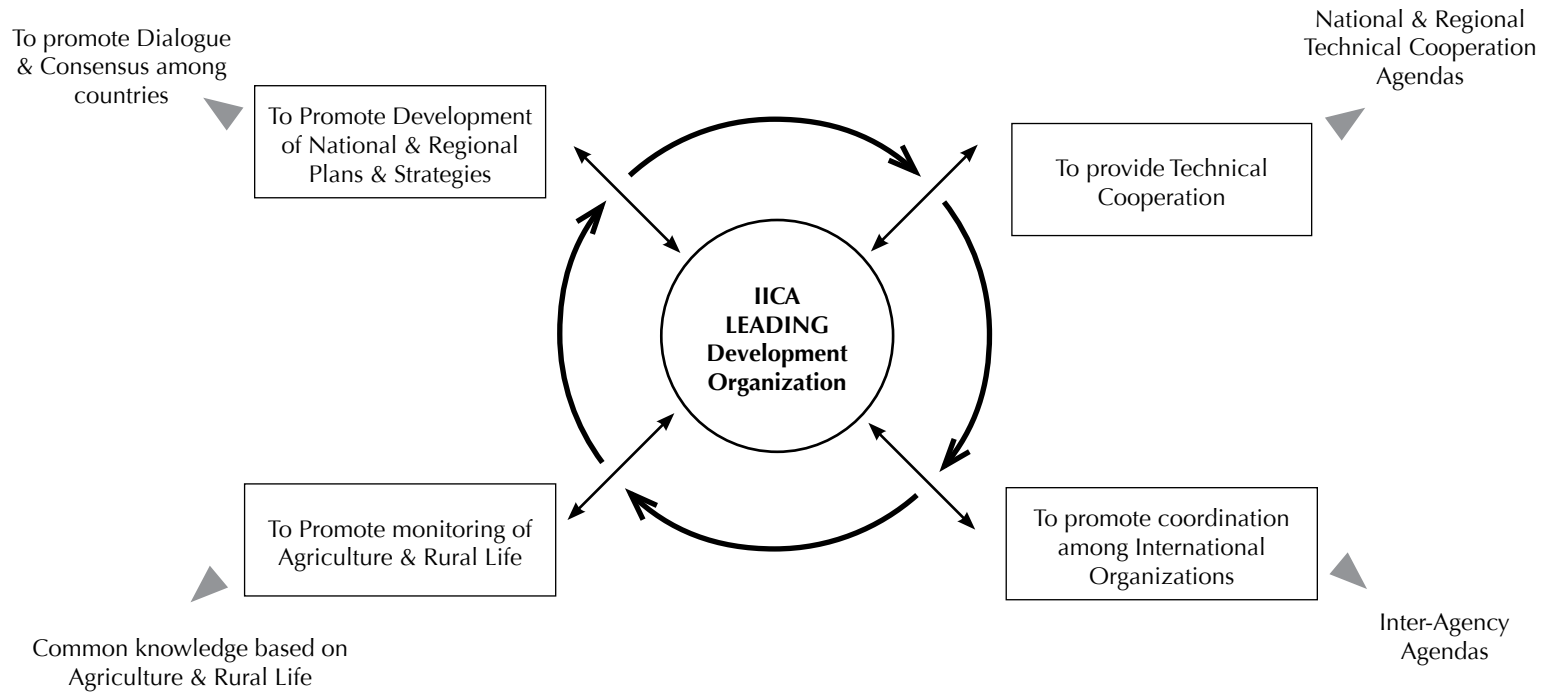 To promote Dialogue
& Consensus among
countries
To Promote Development
of National & Regional
Plans & Strategies
National & Regional
Technical Cooperation
Agendas
To provide Technical
Cooperation
IICA
LEADING
Development
Organization
To Promote monitoring of
Agriculture & Rural Life
Common knowledge based on
Agriculture & Rural Life
To promote coordination
among International
Organizations
Inter-Agency
Agendas